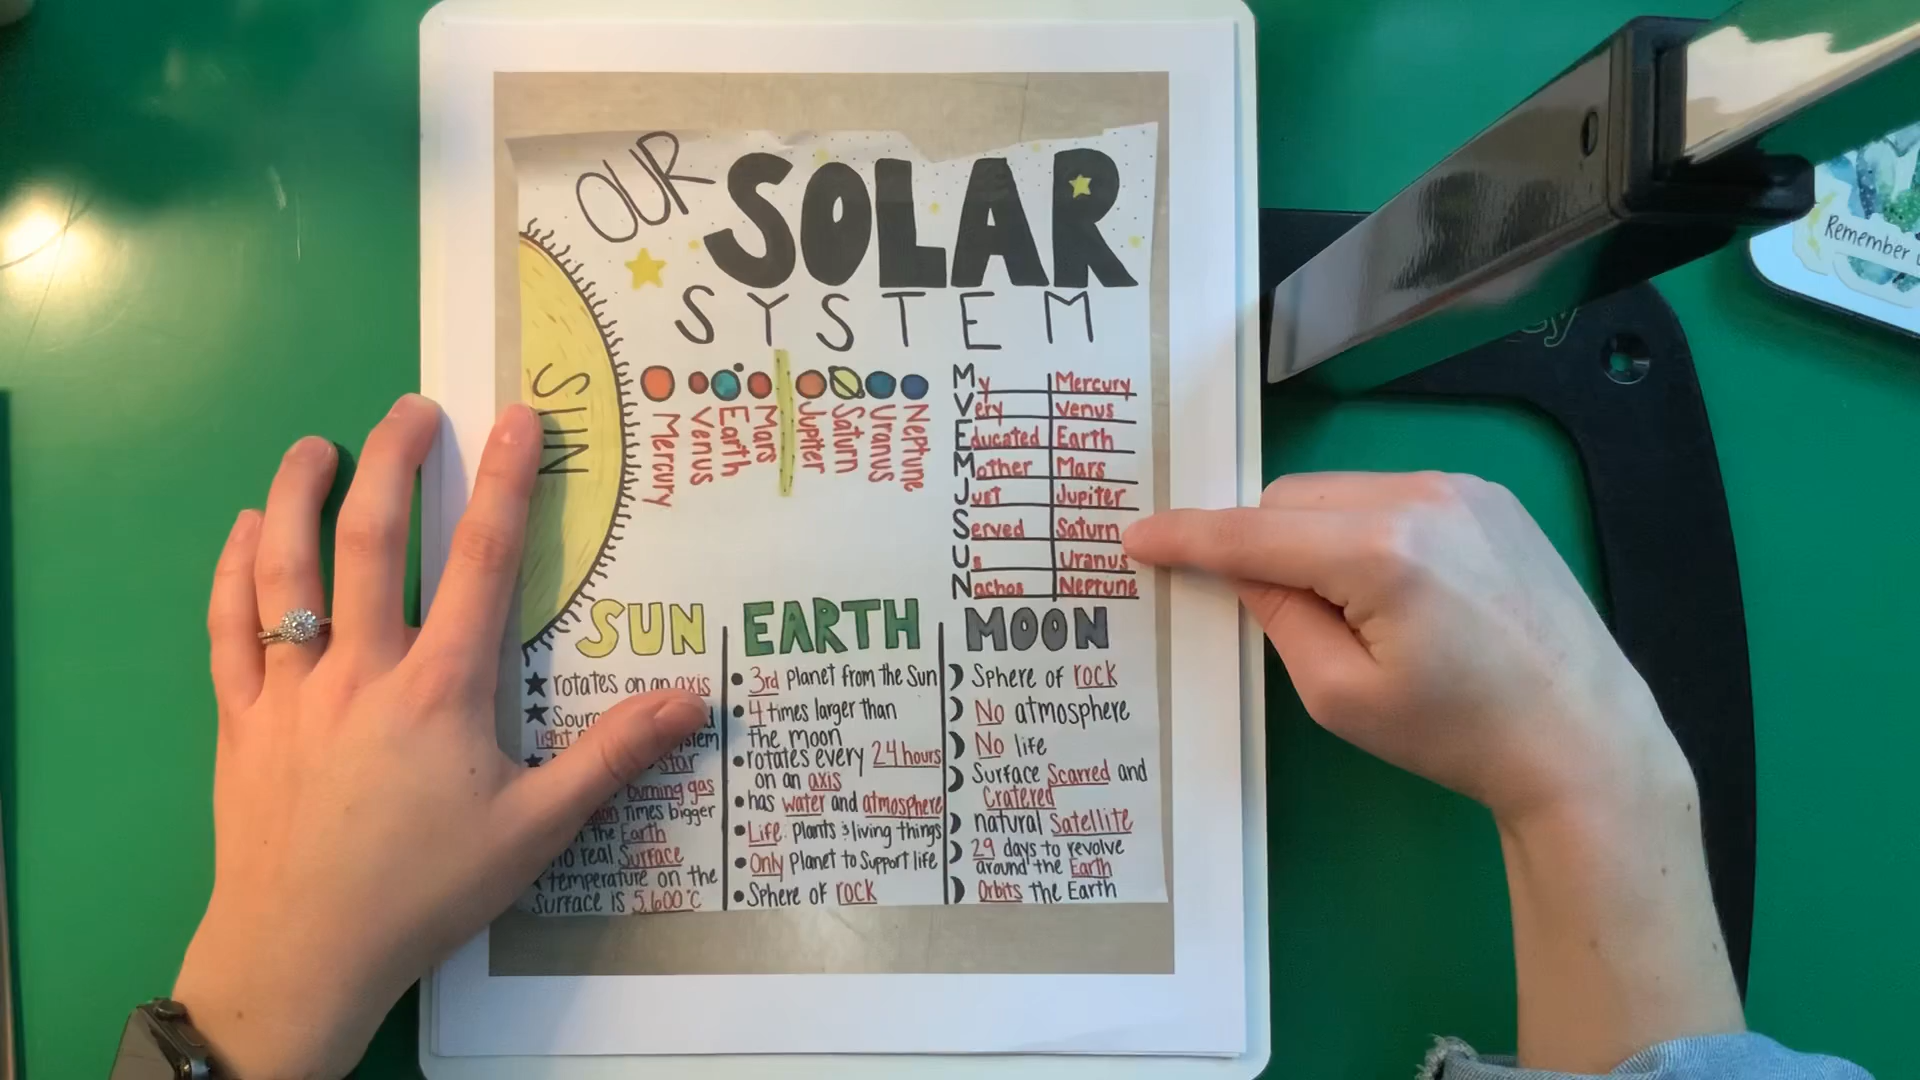 OUR SOLAR
SYSTEM
SUN
Mercury
Venus
Earth
Mars
Jupiter
Saturn
Uranus
Neptune
My Mercury
Very Venus
Educated Earth
Mother Mars
Just Jupiter
Served Saturn
Us Uranus
Nachos Neptune
SUN
rotates on an axis
light
star
burning gas
times bigger
the Earth
no real Surface
temperature on the
Surface is 5,600°C
EARTH
3rd planet from the Sun
4 times larger than
the moon
rotates every 24 hours
on an axis
has water and atmosphere
Life: plants & living things
Only planet to support life
Sphere of rock
MOON
Sphere of rock
No atmosphere
No life
Surface Scarred and
Cratered
natural Satellite
29 days to revolve
around the Earth
Orbits the Earth
Remember